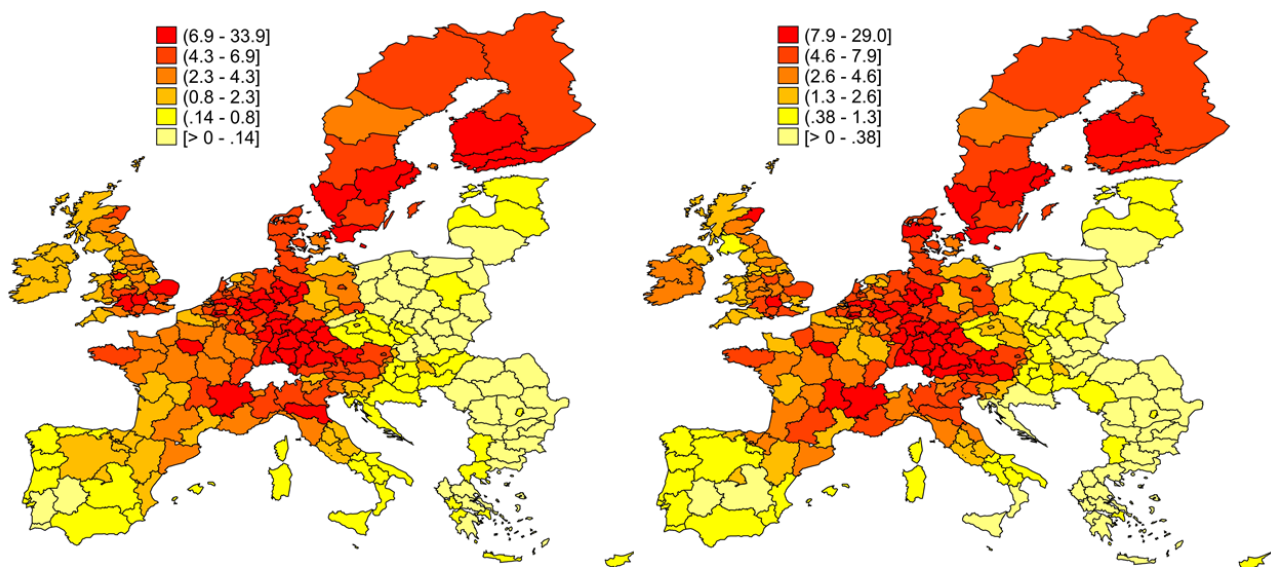 (6.9 - 33.9]
(4.3 - 6.9]
(2.3 - 4.3]
(0.8 - 2.3]
(.14 - 0.8]
[> 0 - .14]
(7.9 - 29.0]
(4.6 - 7.9]
(2.6 - 4.6]
(1.3 - 2.6]
(.38 - 1.3]
[> 0 - .38]